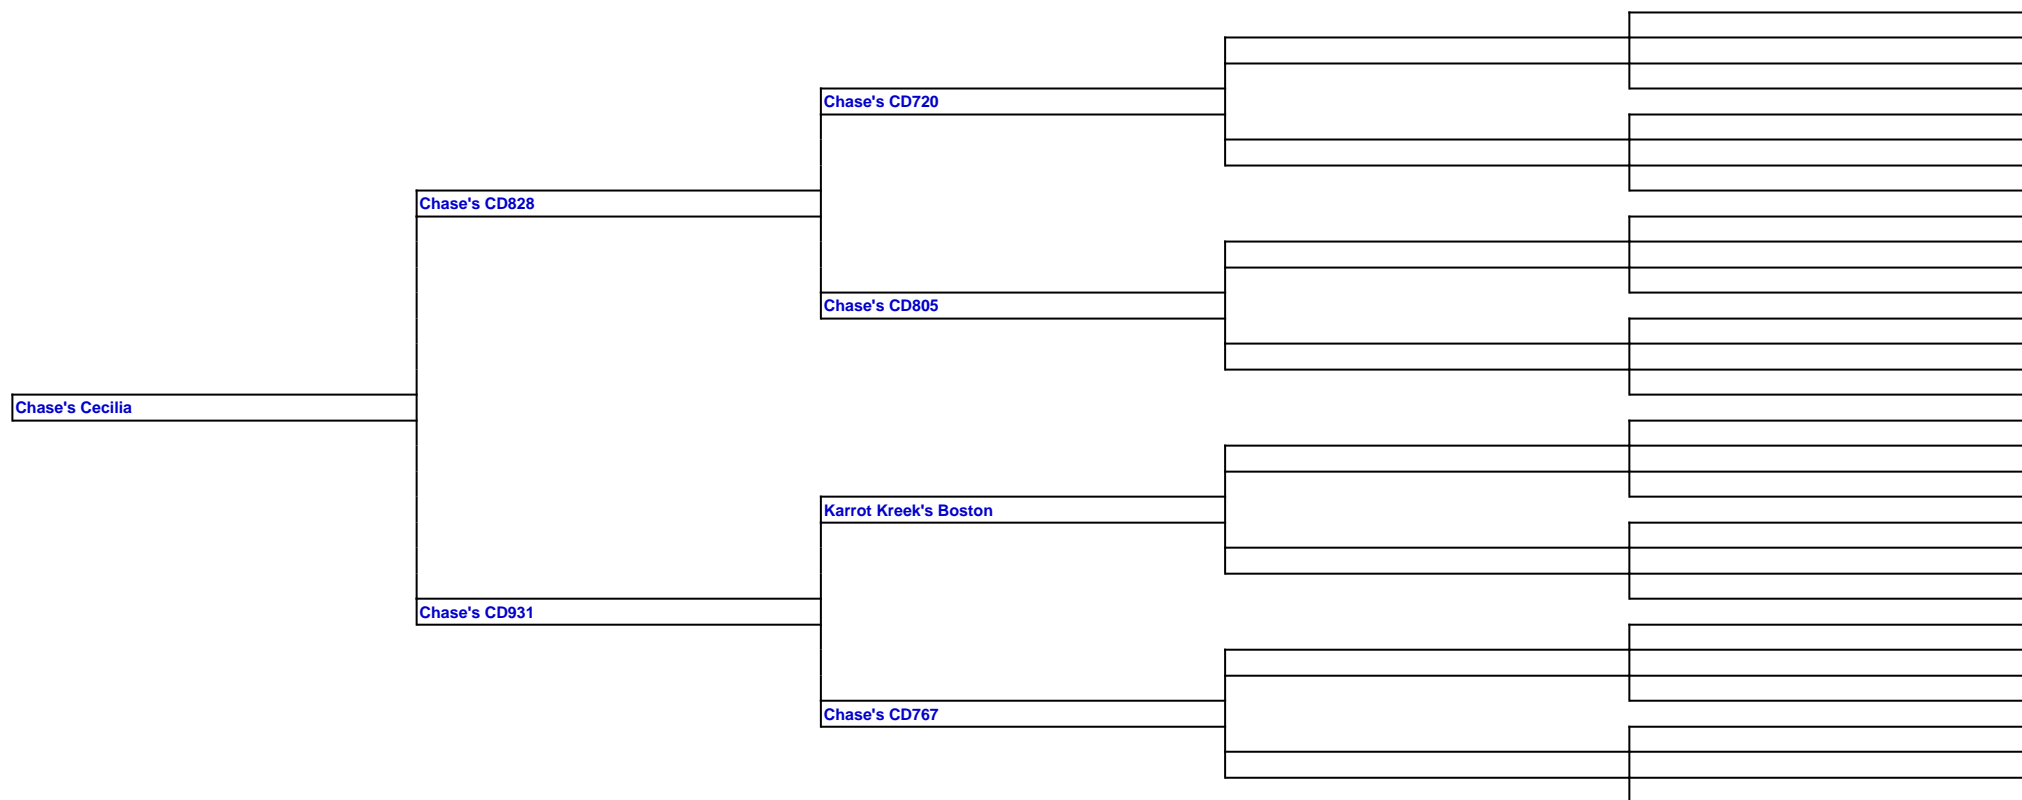 Chase's CD720
Chase's CD828
Chase's CD805
Chase's Cecilia
Karrot Kreek's Boston
Chase's CD931
Chase's CD767